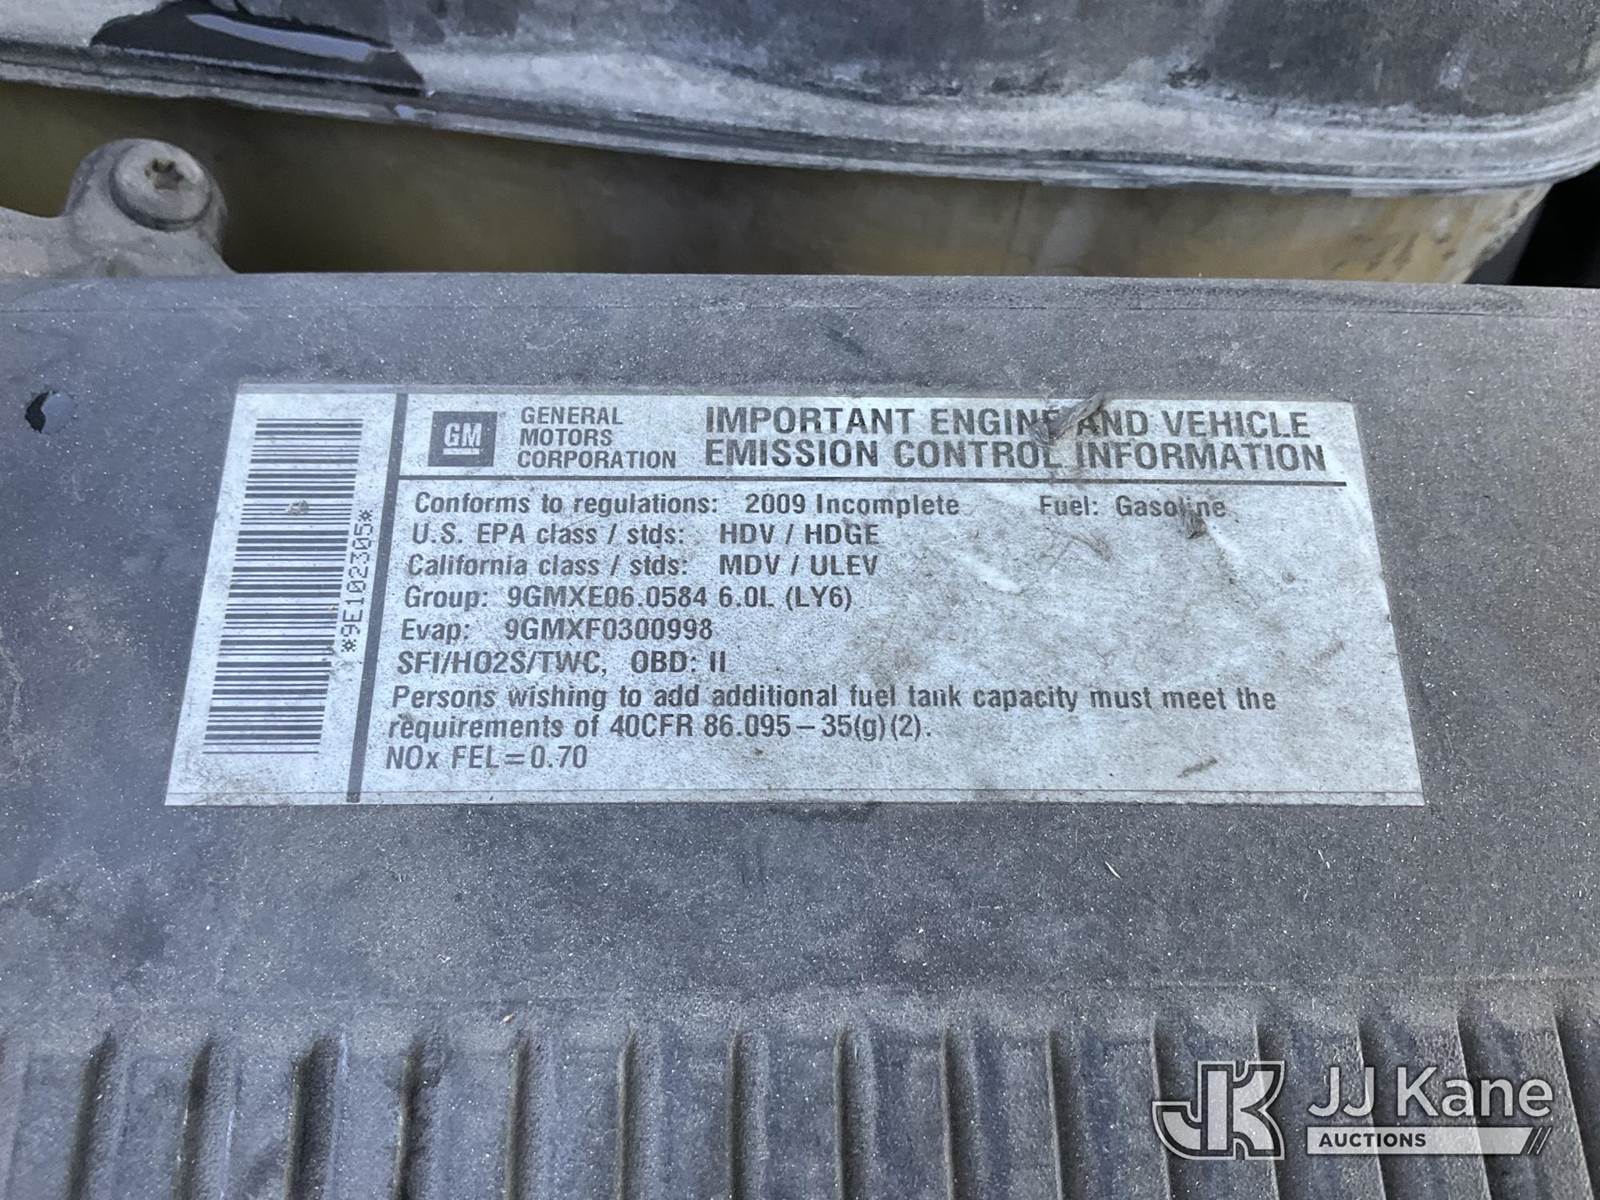 *9E102305*
GM
GENERAL
MOTORS
CORPORATION
IMPORTANT ENGINE AND VEHICLE
EMISSION CONTROL INFORMATION
Conforms to regulations: 2009 Incomplete Fuel: Gasoline
U.S. EPA class / stds: HDV / HDGE
California class / stds: MDV / ULEV
Group: 9GMXE06.0584 6.0L (LY6)
Evap: 9GMXF0300998
SFI/HO2S/TWC, OBD: II
Persons wishing to add additional fuel tank capacity must meet the
requirements of 40CFR 86.095-35(g)(2).
NOx FEL=0.70
JK
JJ Kane
AUCTIONS